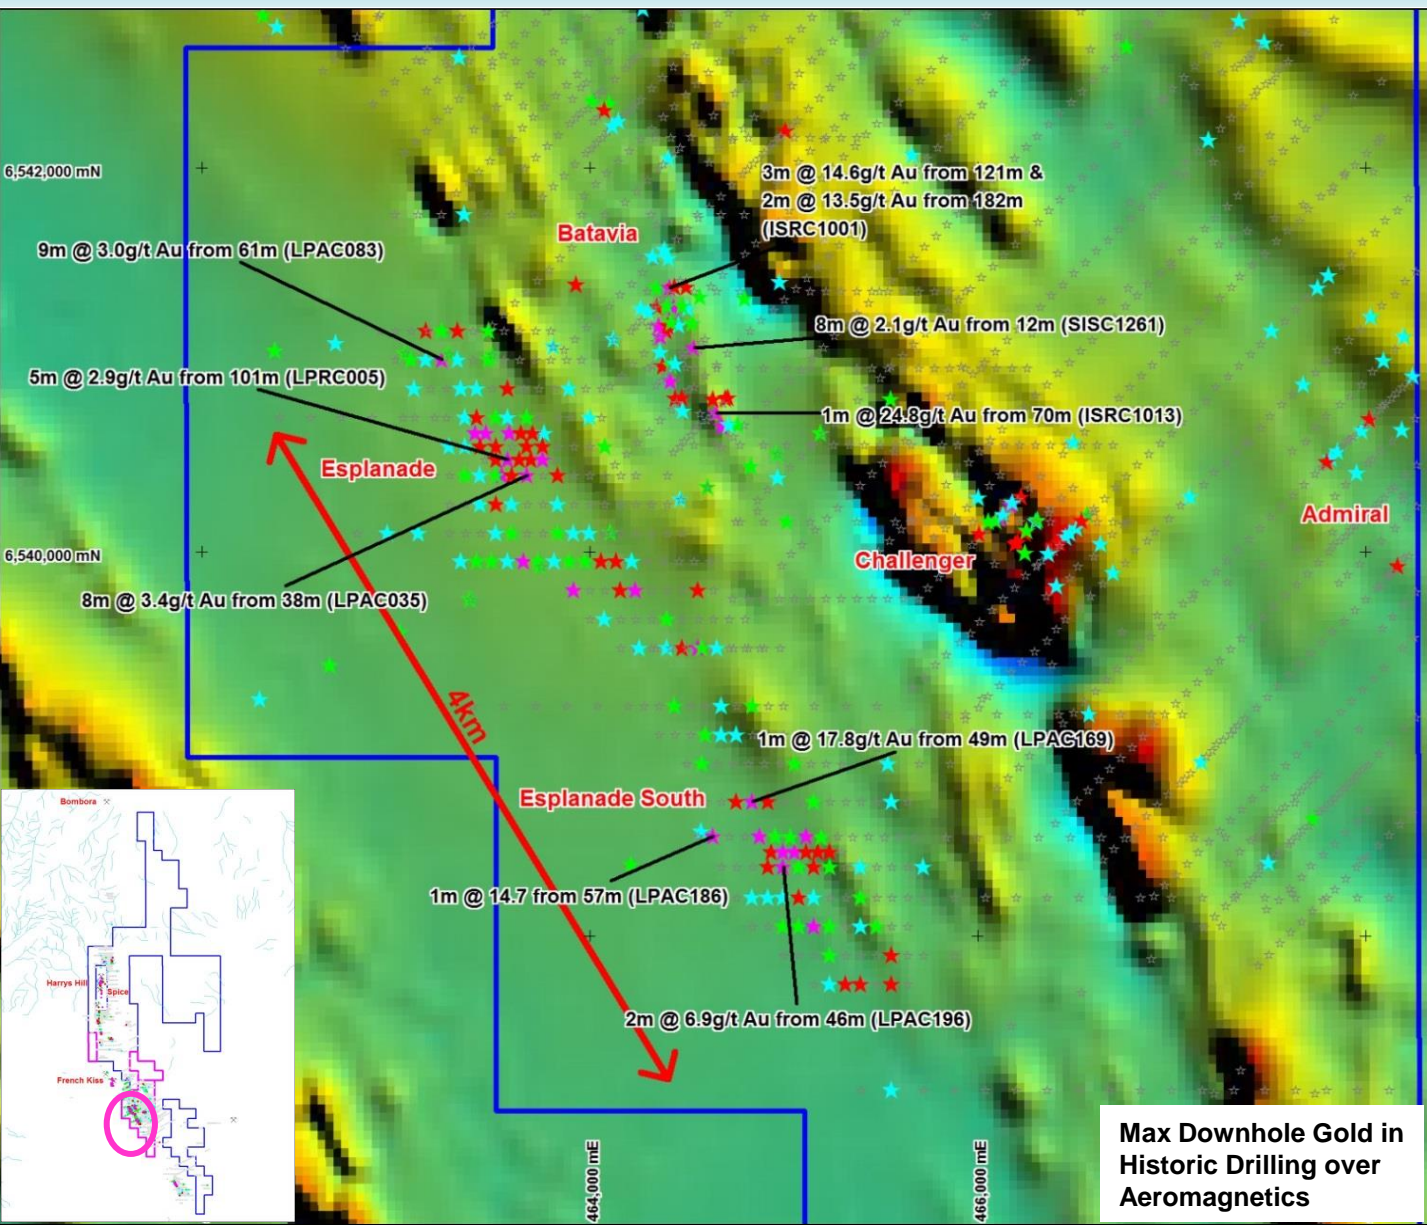 6,542,000 mN
3m @ 14.6g/t Au from 121m &
2m @ 13.5g/t Au from 182m
(ISRC1001)
Batavia
9m @ 3.0g/t Au from 61m (LPAC083)
8m @ 2.1g/t Au from 12m (SISC1261)
5m @ 2.9g/t Au from 101m (LPRC005)
1m @ 24.8g/t Au from 70m (ISRC1013)
Esplanade
Admiral
6,540,000 mN
Challenger
8m @ 3.4g/t Au from 38m (LPAC035)
4km
1m @ 17.8g/t Au from 49m (LPAC169)
Esplanade South
1m @ 14.7 from 57m (LPAC186)
2m @ 6.9g/t Au from 46m (LPAC196)
Bombora
Harrys Hill
Spice
French Kiss
464,000 mE
466,000 mE
Max Downhole Gold in
Historic Drilling over
Aeromagnetics